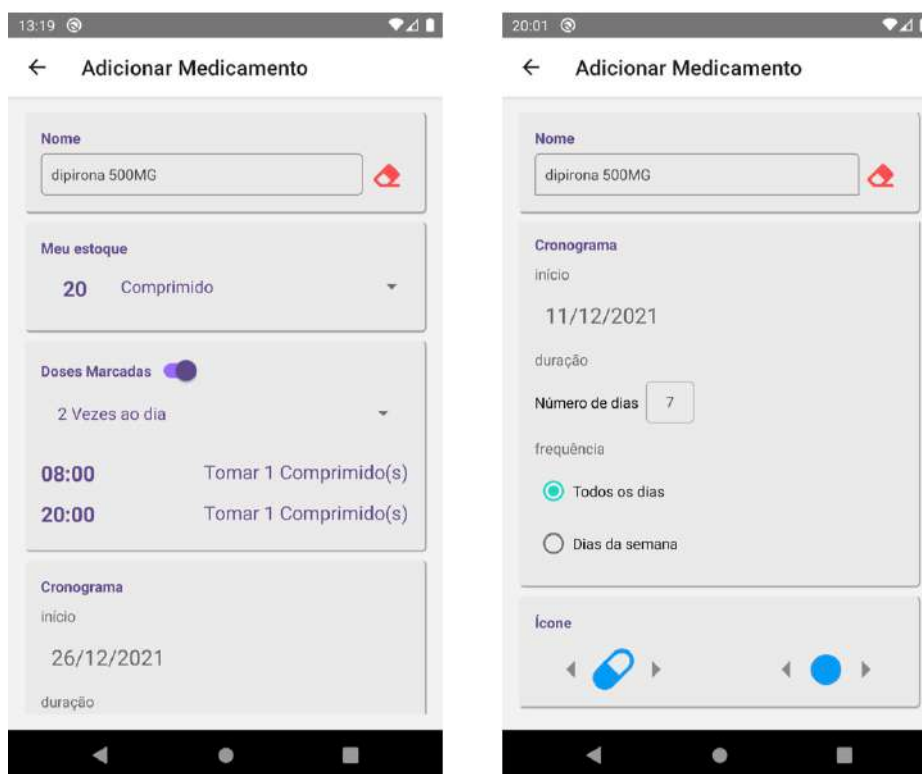 13:19
Adicionar Medicamento
Nome
dipirona 500MG
Meu estoque
20 Comprimido
Doses Marcadas
2 Vezes ao dia
08:00 Tomar 1 Comprimido(s)
20:00 Tomar 1 Comprimido(s)
Cronograma
início
26/12/2021
duração
20:01
Adicionar Medicamento
Nome
dipirona 500MG
Cronograma
início
11/12/2021
duração
Número de dias 7
frequência
Todos os dias
Dias da semana
Ícone